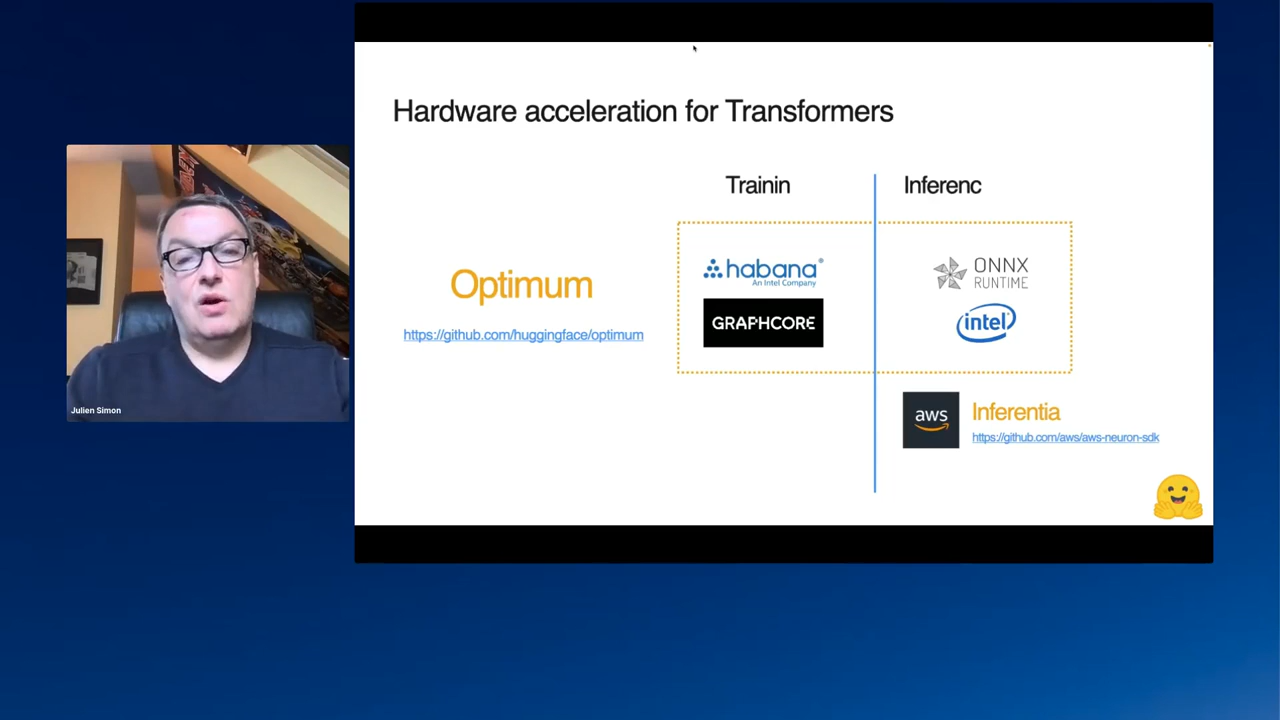 Hardware acceleration for Transformers
Trainin
Inferenc
Optimum
https://github.com/huggingface/optimum
habana®
An Intel Company
GRAPHCORE
ONNX
RUNTIME
intel
aws
Inferentia
https://github.com/aws/aws-neuron-sdk
Julien Simon